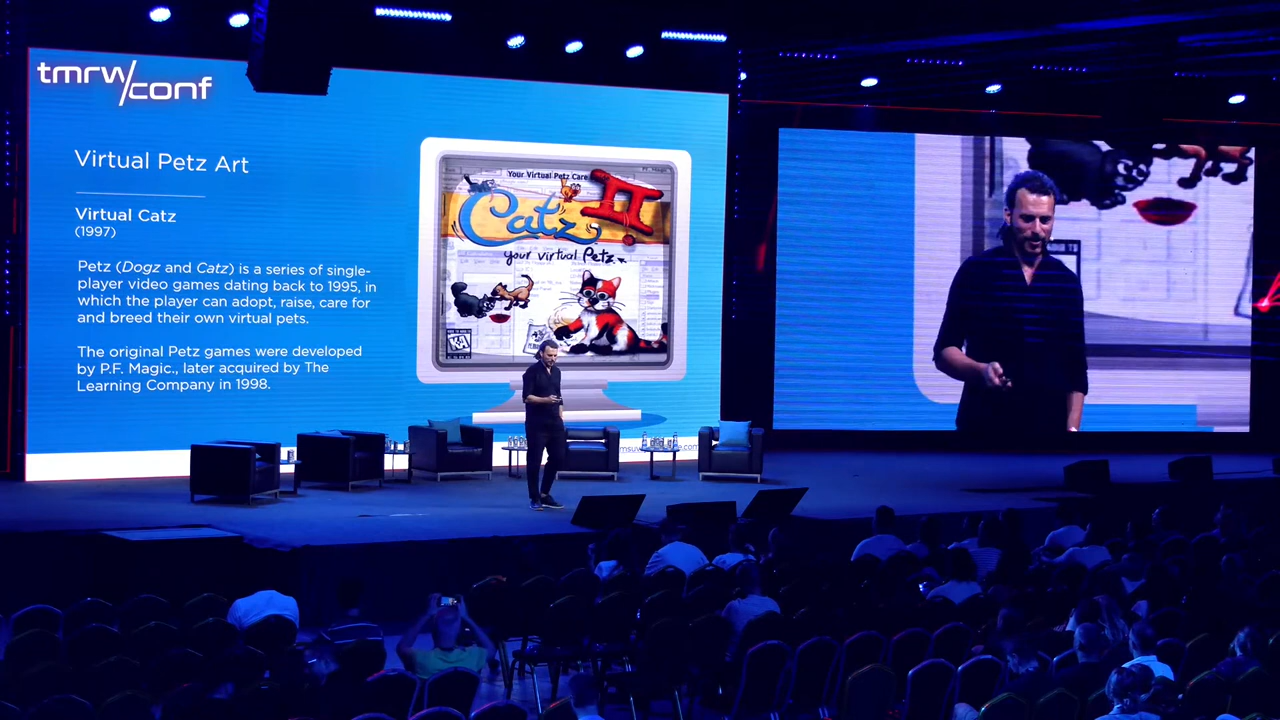 tmrw/conf
Virtual Petz Art
Virtual Catz
(1997)
Petz (Dogz and Catz) is a series of single-
player video games dating back to 1995, in
which the player can adopt, raise, care for
and breed their own virtual pets.
The original Petz games were developed
by P.F. Magic., later acquired by The
Learning Company in 1998.
Your Virtual Petz Care
Catz II
your virtual Petz
K-A